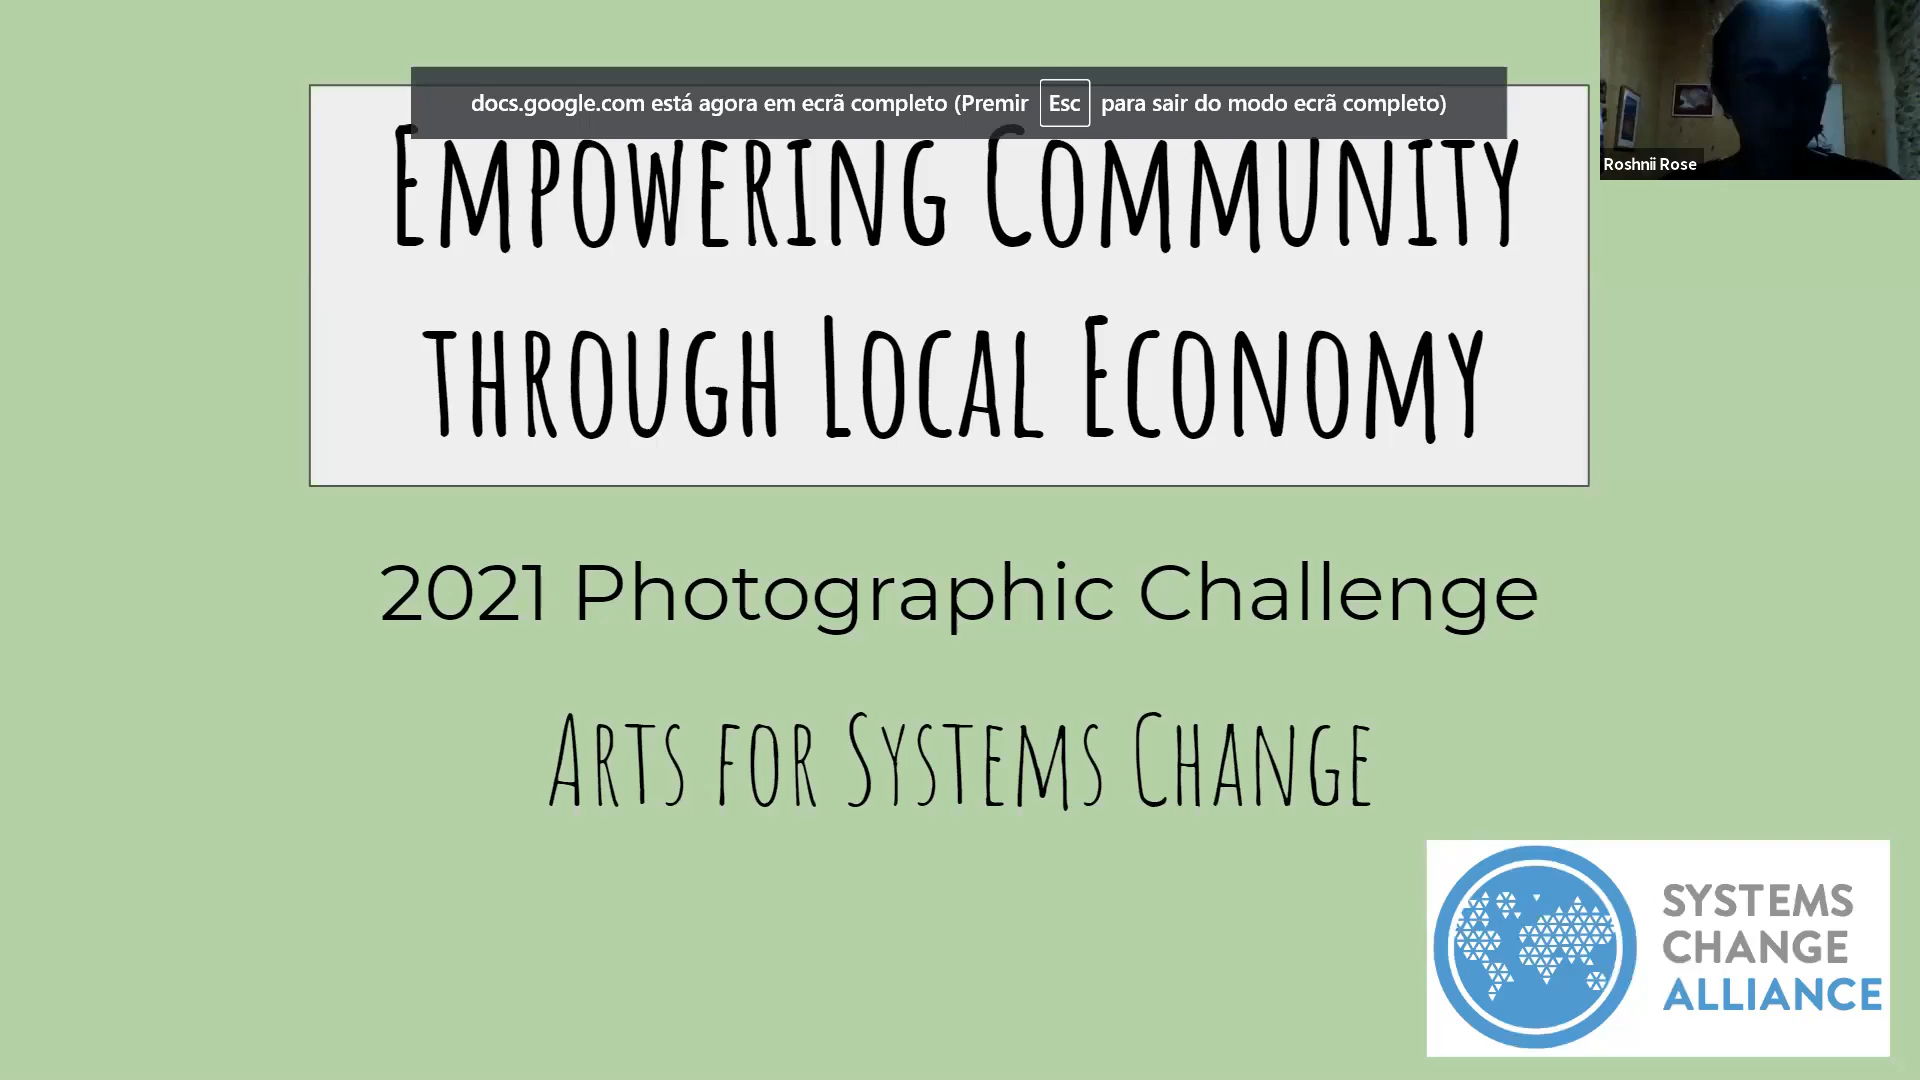 docs.google.com está agora em ecrã completo (Premir Esc para sair do modo ecrã completo)
Empowering Community
through Local Economy
2021 Photographic Challenge
Arts for Systems Change
Roshnii Rose
SYSTEMS
CHANGE
ALLIANCE